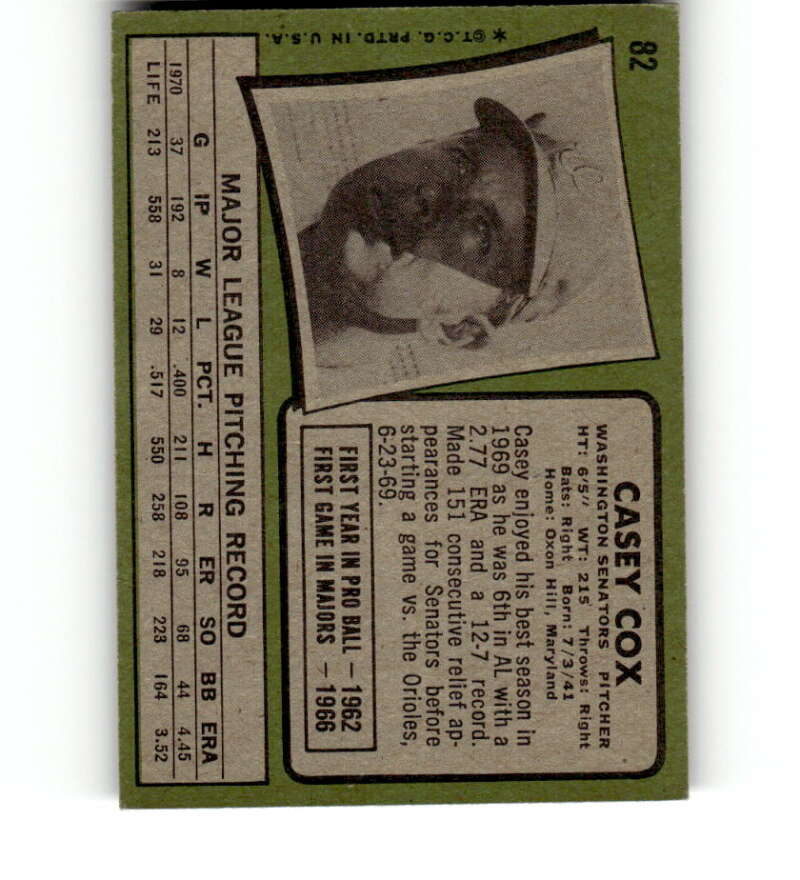 82
*©T.C.G. PRTD. IN U.S.A.
CASEY COX
WASHINGTON SENATORS PITCHER
HT: 6'5" WT: 215 Throws: Right
Bats: Right Born: 7/3/41
Home: Oxon Hill, Maryland
Casey enjoyed his best season in
1969 as he was 6th in AL with a
2.77 ERA and a 12-7 record.
Made 151 consecutive relief ap-
pearances for Senators before
starting a game vs. the Orioles,
6-23-69.
FIRST YEAR IN PRO BALL – 1962
FIRST GAME IN MAJORS – 1966
MAJOR LEAGUE PITCHING RECORD
G IP W L PCT. H R ER SO BB ERA
1970 37 192 8 12 .400 211 108 95 68 44 4.45
LIFE 213 558 31 29 .517 550 258 218 223 164 3.52